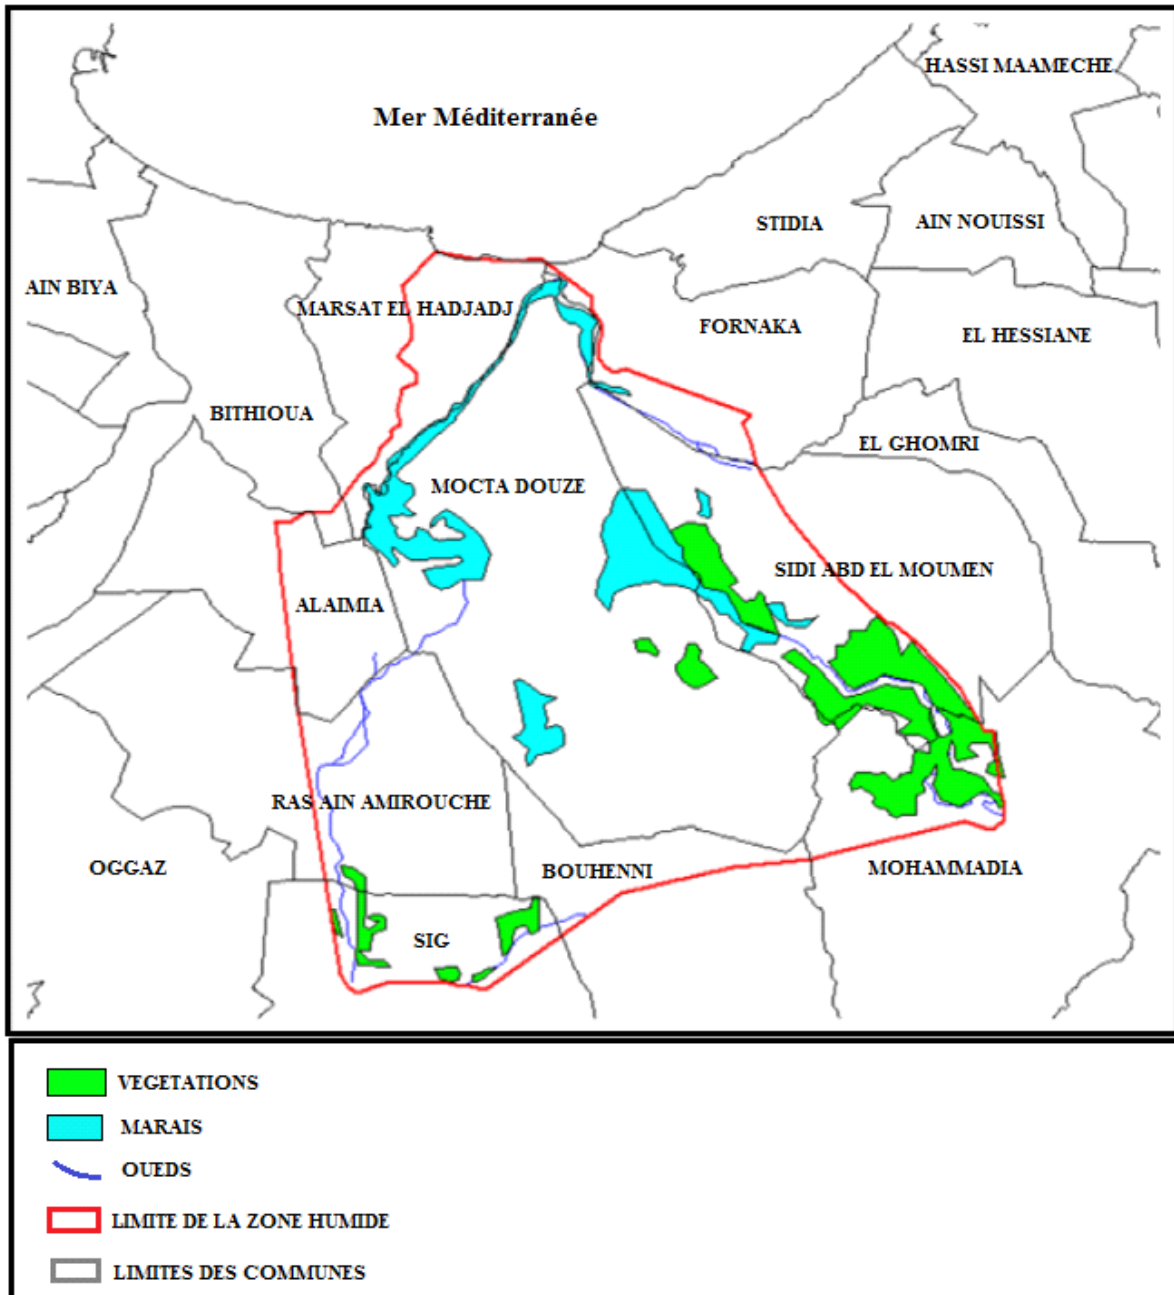 HASSI MAAMECHE
Mer Méditerranée
STIDIA
AIN NOUISSI
AIN BIYA
MARSAT EL HADJADJ
FORNAKA
EL HESSIANE
BITHIOUA
EL GHOMRI
MOCTA DOUZE
SIDI ABD EL MOUMEN
ALAIMIA
RAS AIN AMIROUCHE
OGGAZ
BOUHENNI
MOHAMMADIA
SIG
VEGETATIONS
MARAIS
OUEDS
LIMITE DE LA ZONE HUMIDE
LIMITES DES COMMUNES